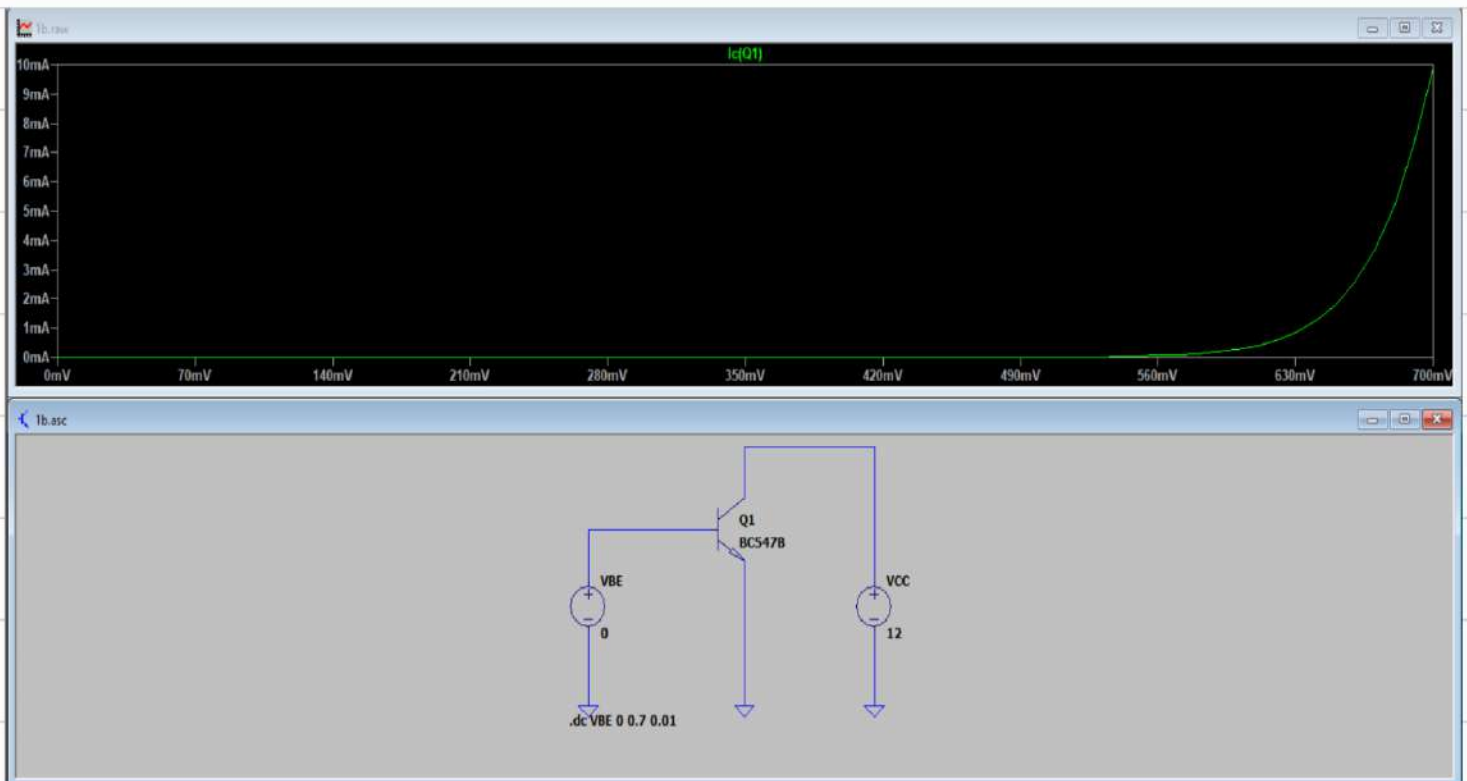 1b.raw
Ic(Q1)
10mA
9mA
8mA
7mA
6mA
5mA
4mA
3mA
2mA
1mA
0mA
0mV 70mV 140mV 210mV 280mV 350mV 420mV 490mV 560mV 630mV 700mV
1b.asc
Q1
BC547B
VBE
VCC
0
12
.dc VBE 0 0.7 0.01